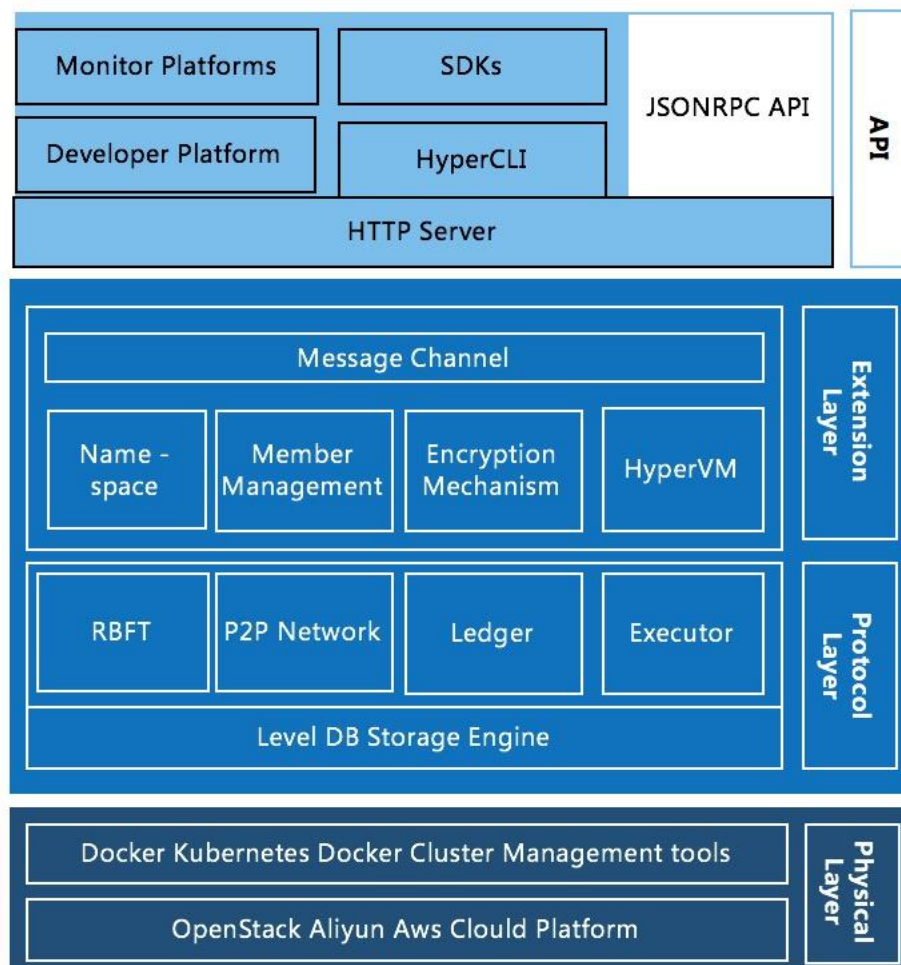 Monitor Platforms
SDKs
JSONRPC API
API
Developer Platform
HyperCLI
HTTP Server
Message Channel
Name -
space
Member
Management
Encryption
Mechanism
HyperVM
Extension
Layer
RBFT
P2P Network
Ledger
Executor
Level DB Storage Engine
Protocol
Layer
Docker Kubernetes Docker Cluster Management tools
OpenStack Aliyun Aws Clould Platform
Physical
Layer